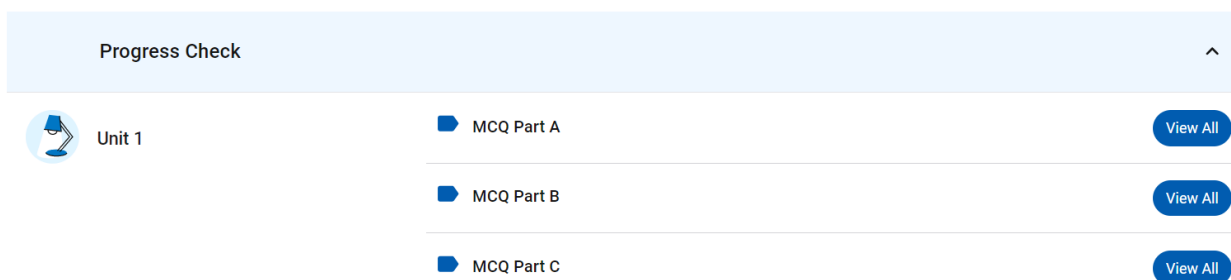 Progress Check
Unit 1
MCQ Part A
View All
MCQ Part B
View All
MCQ Part C
View All